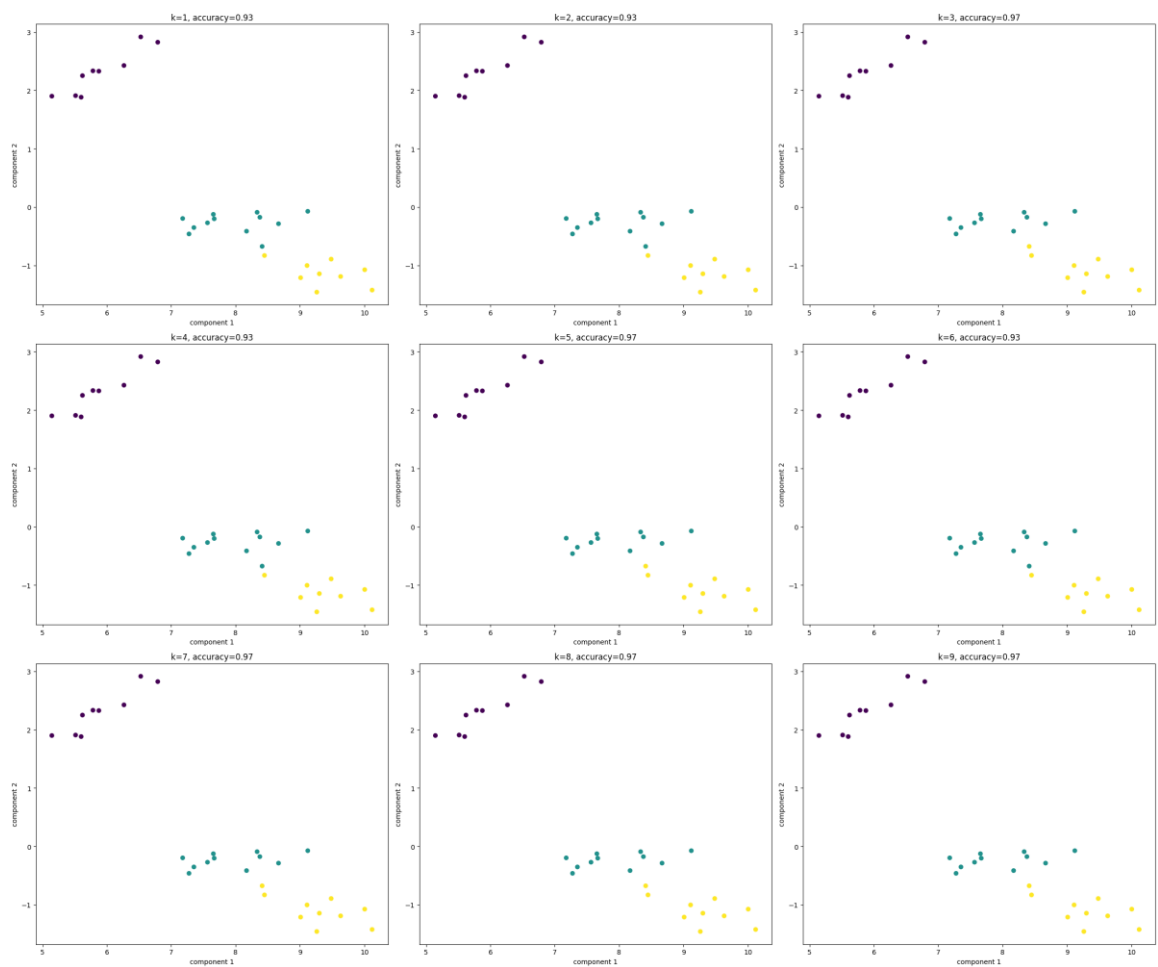 k=1, accuracy=0.93
3
2
1
0
−1
component 2
5 6 7 8 9 10
component 1
k=2, accuracy=0.93
3
2
1
0
−1
component 2
5 6 7 8 9 10
component 1
k=3, accuracy=0.97
3
2
1
0
−1
component 2
5 6 7 8 9 10
component 1
k=4, accuracy=0.93
3
2
1
0
−1
component 2
5 6 7 8 9 10
component 1
k=5, accuracy=0.97
3
2
1
0
−1
component 2
5 6 7 8 9 10
component 1
k=6, accuracy=0.93
3
2
1
0
−1
component 2
5 6 7 8 9 10
component 1
k=7, accuracy=0.97
3
2
1
0
−1
component 2
5 6 7 8 9 10
component 1
k=8, accuracy=0.97
3
2
1
0
−1
component 2
5 6 7 8 9 10
component 1
k=9, accuracy=0.97
3
2
1
0
−1
component 2
5 6 7 8 9 10
component 1